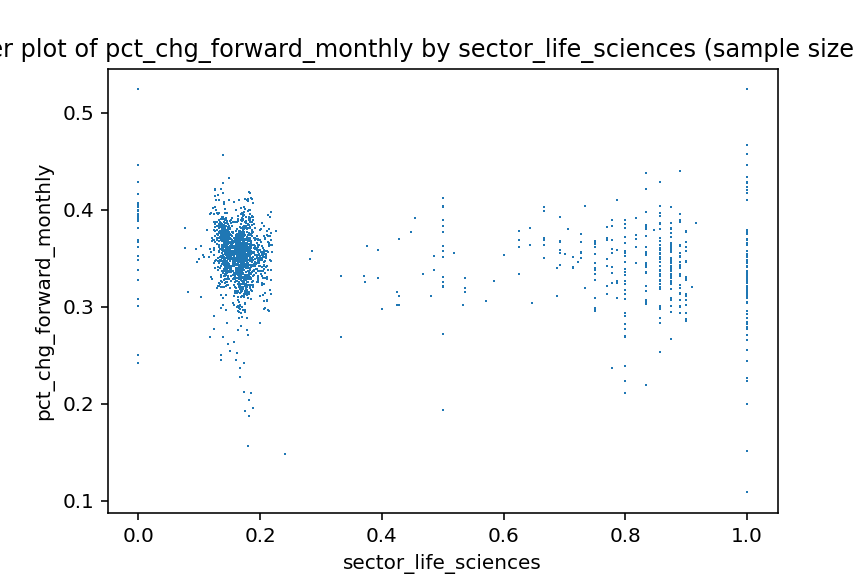 er plot of pct_chg_forward_monthly by sector_life_sciences (sample size
0.5
0.4
0.3
0.2
0.1
pct_chg_forward_monthly
0.0 0.2 0.4 0.6 0.8 1.0
sector_life_sciences